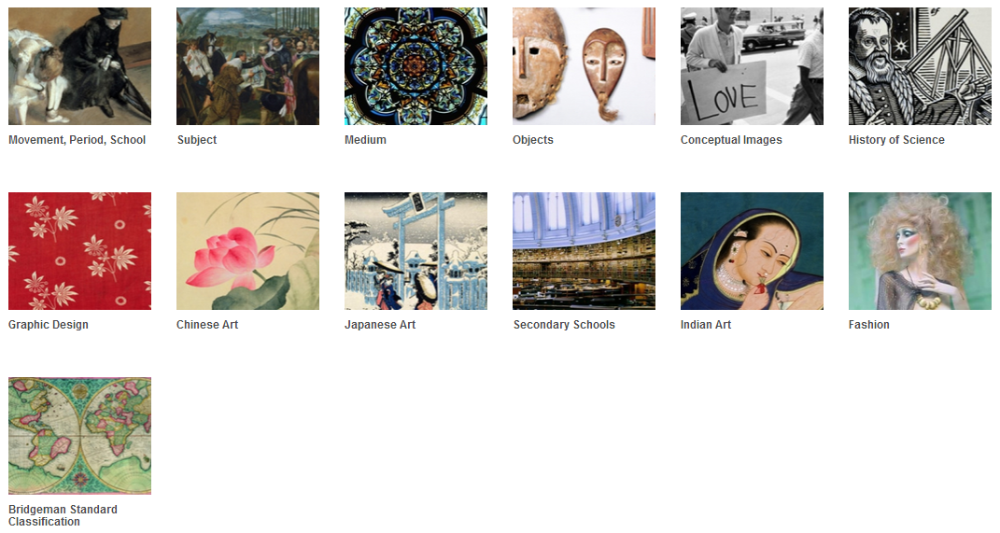 Movement, Period, School
Subject
Medium
LOVE
Objects
Conceptual Images
History of Science
Graphic Design
Chinese Art
Japanese Art
Secondary Schools
Indian Art
Fashion
Bridgeman Standard
Classification